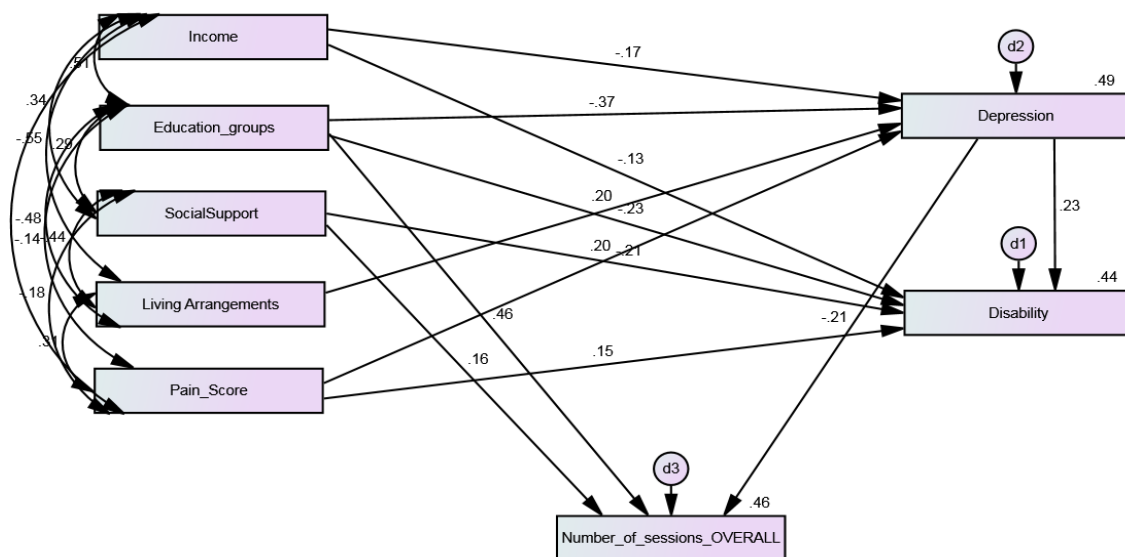 Income
Education_groups
SocialSupport
Living Arrangements
Pain_Score
.51
.34
-.55
.29
-.48
-.14
-.44
-.18
.31
-.17
-.37
-.13
.20
-.23
.20
-.21
.46
.16
.15
-.21
.23
d2
.49
Depression
d1
.44
Disability
d3
.46
Number_of_sessions_OVERALL